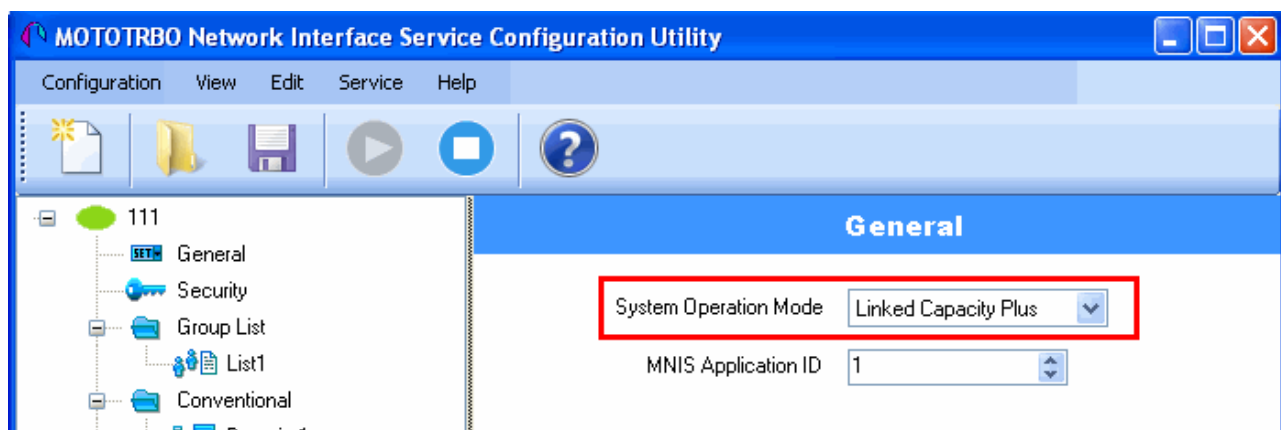 MOTOTRBO Network Interface Service Configuration Utility
Configuration View Edit Service Help
111
SET General
Security
Group List
List1
Conventional
General
System Operation Mode Linked Capacity Plus
MNIS Application ID 1